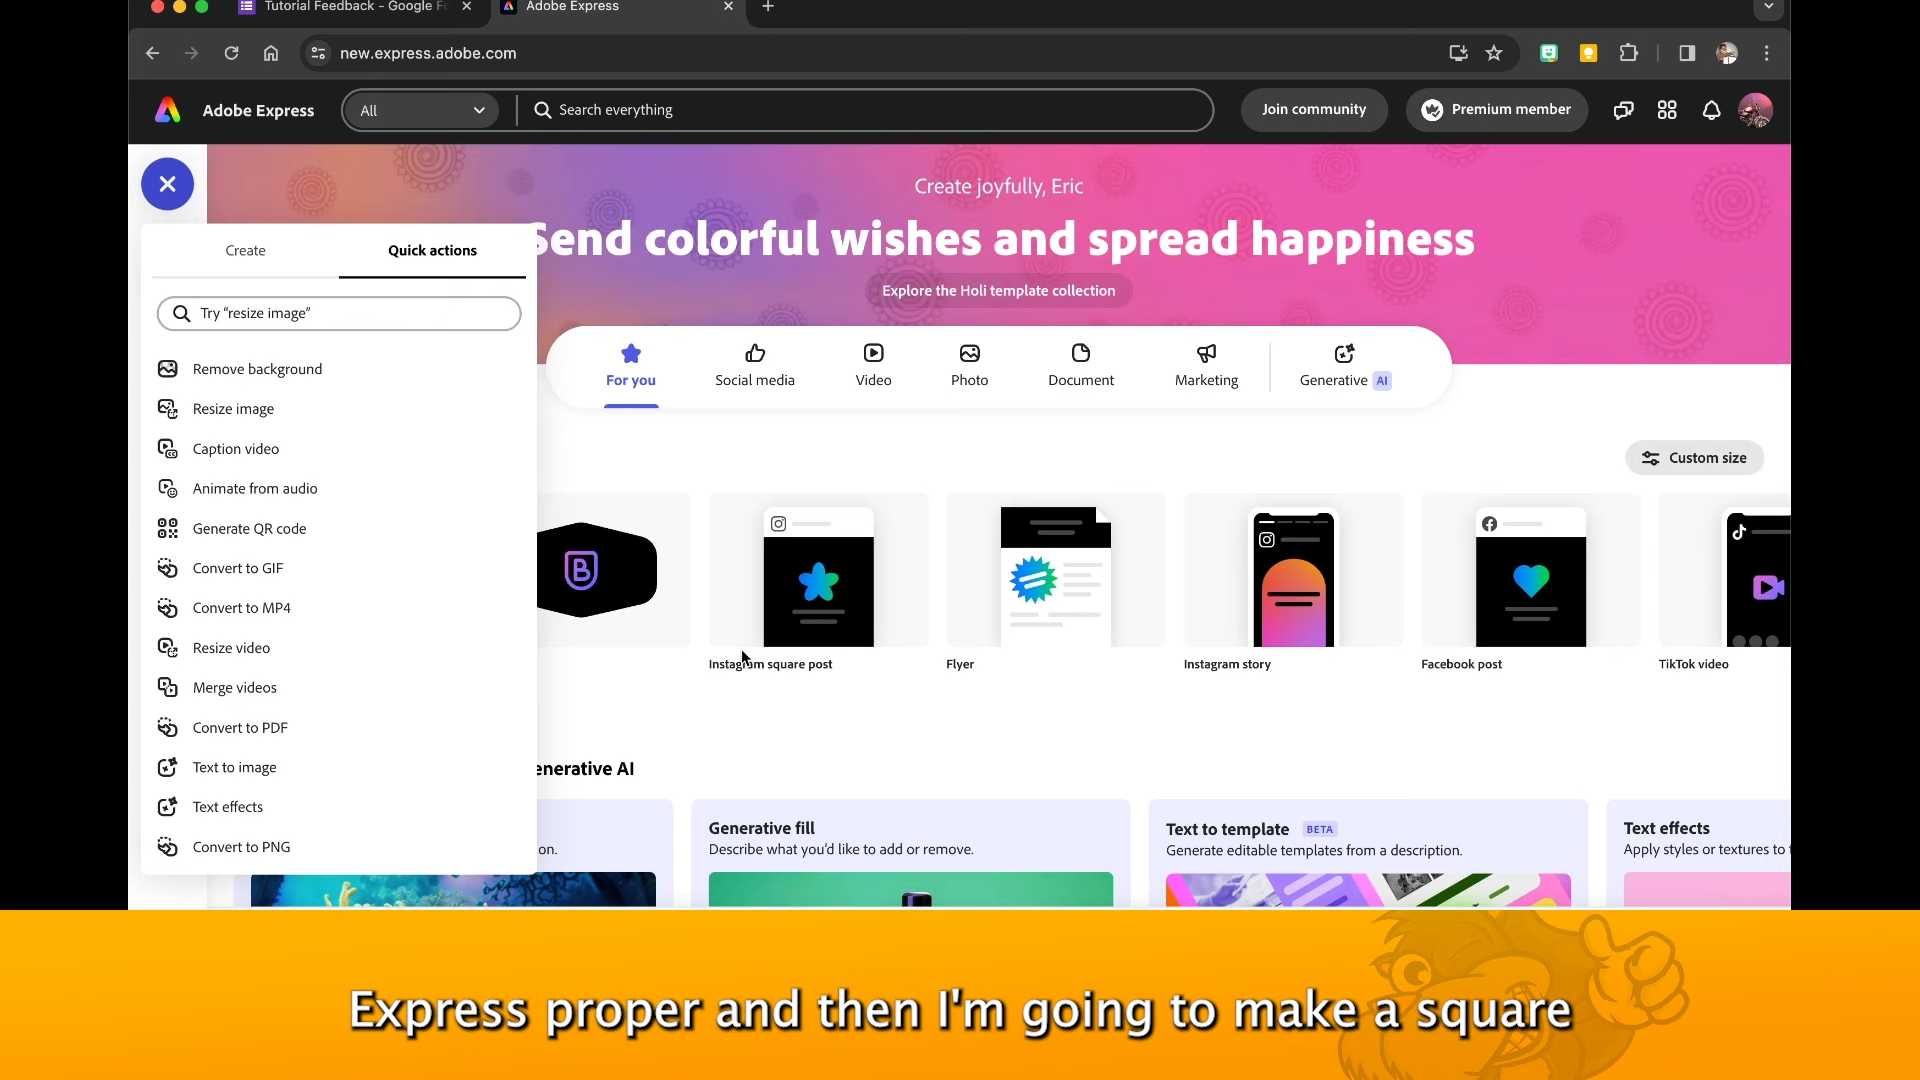 Tutorial Feedback - Google Fo
Adobe Express
new.express.adobe.com
Adobe Express
All
Search everything
Join community
Premium member
Create joyfully, Eric
Send colorful wishes and spread happiness
Explore the Holi template collection
Create
Quick actions
Try "resize image"
Remove background
Resize image
Caption video
Animate from audio
Generate QR code
Convert to GIF
Convert to MP4
Resize video
Merge videos
Convert to PDF
Text to image
Text effects
Convert to PNG
For you
Social media
Video
Photo
Document
Marketing
Generative AI
Custom size
B
Instagram square post
Flyer
Instagram story
Facebook post
TikTok video
enerative AI
on.
Generative fill
Describe what you'd like to add or remove.
Text to template BETA
Generate editable templates from a description.
Text effects
Apply styles or textures to
Express proper and then I'm going to make a square